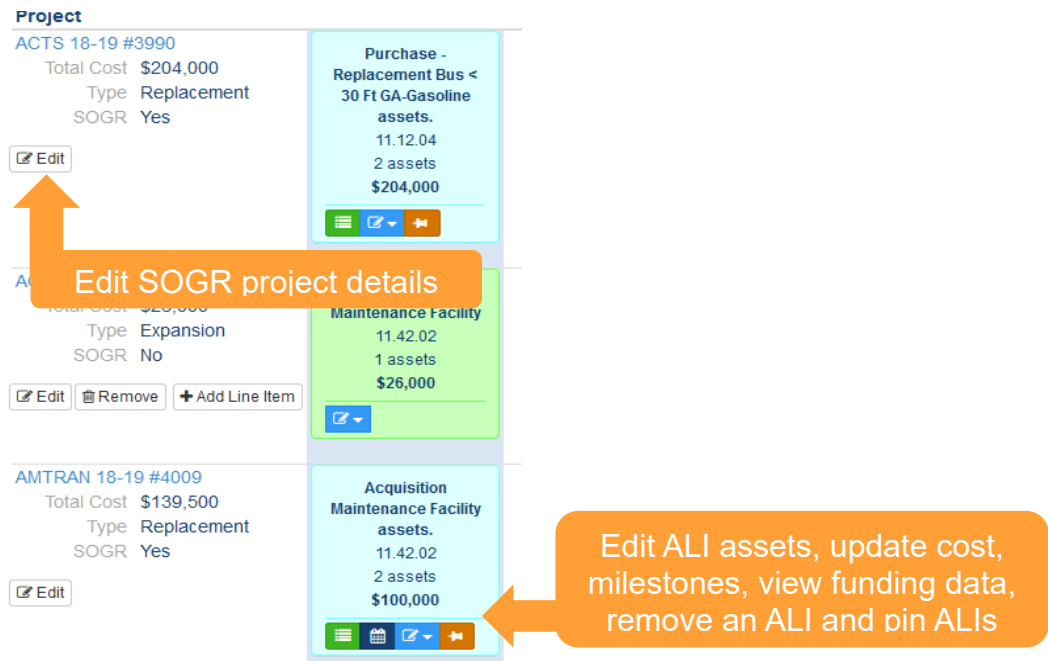 Project
ACTS 18-19 #3990
Total Cost $204,000
Type Replacement
SOGR Yes
Edit
Purchase -
Replacement Bus <
30 Ft GA-Gasoline
assets.
11.12.04
2 assets
$204,000
Edit SOGR project details
Total Cost
Type Expansion
SOGR No
Edit Remove Add Line Item
Maintenance Facility
11.42.02
1 assets
$26,000
AMTRAN 18-19 #4009
Total Cost $139,500
Type Replacement
SOGR Yes
Edit
Acquisition
Maintenance Facility
assets.
11.42.02
2 assets
$100,000
Edit ALI assets, update cost,
milestones, view funding data,
remove an ALI and pin ALIs